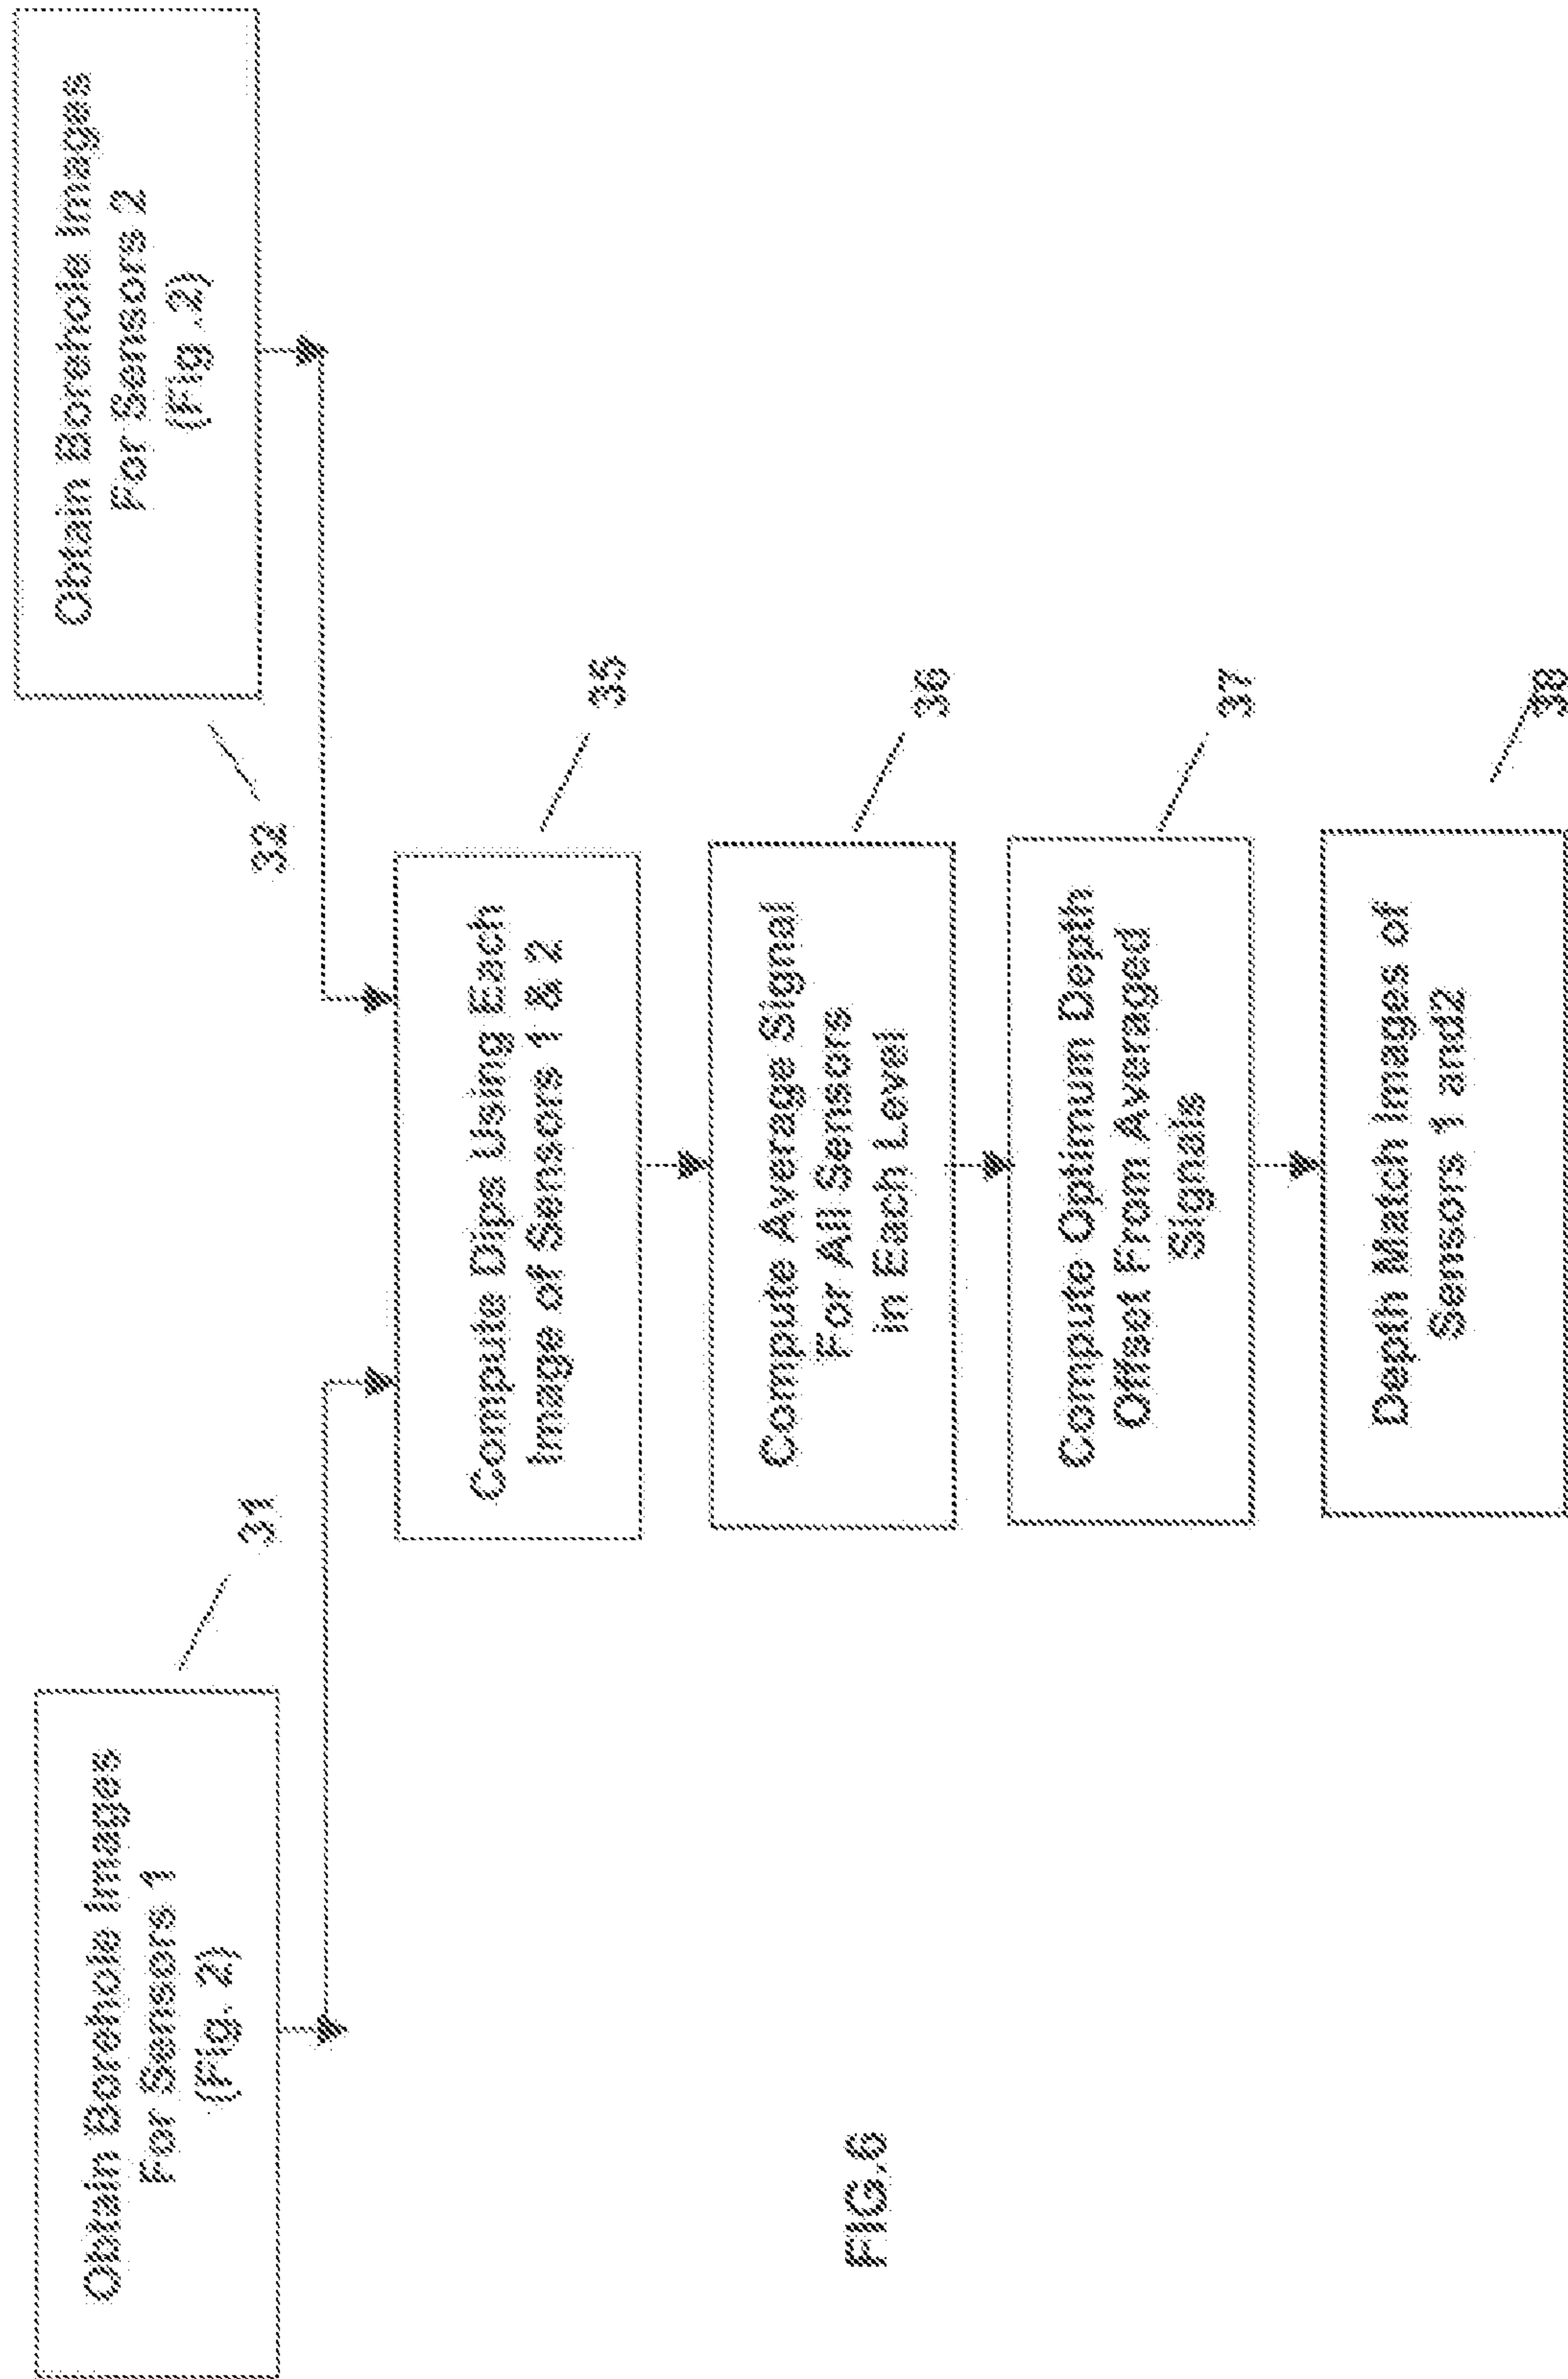 Obtain Borehole Images
For Sensors 1
(Fig. 2)
31
Obtain Borehole Images
For Sensors 2
(Fig .2)
32
Compute Dips Using Each
Image of Sensors 1 & 2
35
Compute Average Signal
For All Sensors
in Each Level
36
Compute Optimum Depth
Offset From Averaged
Signals
37
Depth Match Images of
Sensors 1 and2
38
FIG.6